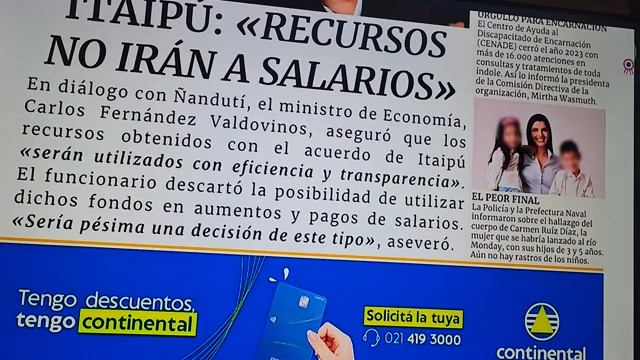 ITAIPÚ: «RECURSOS
NO IRÁN A SALARIOS»
En diálogo con Ñandutí, el ministro de Economía,
Carlos Fernández Valdovinos, aseguró que los
recursos obtenidos con el acuerdo de Itaipú
«serán utilizados con eficiencia y transparencia».
El funcionario descartó la posibilidad de utilizar
dichos fondos en aumentos y pagos de salarios.
«Sería pésima una decisión de este tipo», aseveró.
ORGULLO PARA ENCARNACIÓN
El Centro de Ayuda al
Discapacitado de Encarnación
(CENADE) cerró el año 2023 con
más de 16.000 atenciones en
consultas y tratamientos de toda
índole. Así lo informó la presidenta
de la Comisión Directiva de la
organización, Mirtha Wasmuth.
EL PEOR FINAL
La Policía y la Prefectura Naval
informaron sobre el hallazgo del
cuerpo de Carmen Ruíz Díaz, la
mujer que se habría lanzado al río
Monday, con sus hijos de 3 y 5 años.
Aún no hay rastros de los niños.
Tengo descuentos,
tengo continental
Solicitá la tuya
021 419 3000
continental